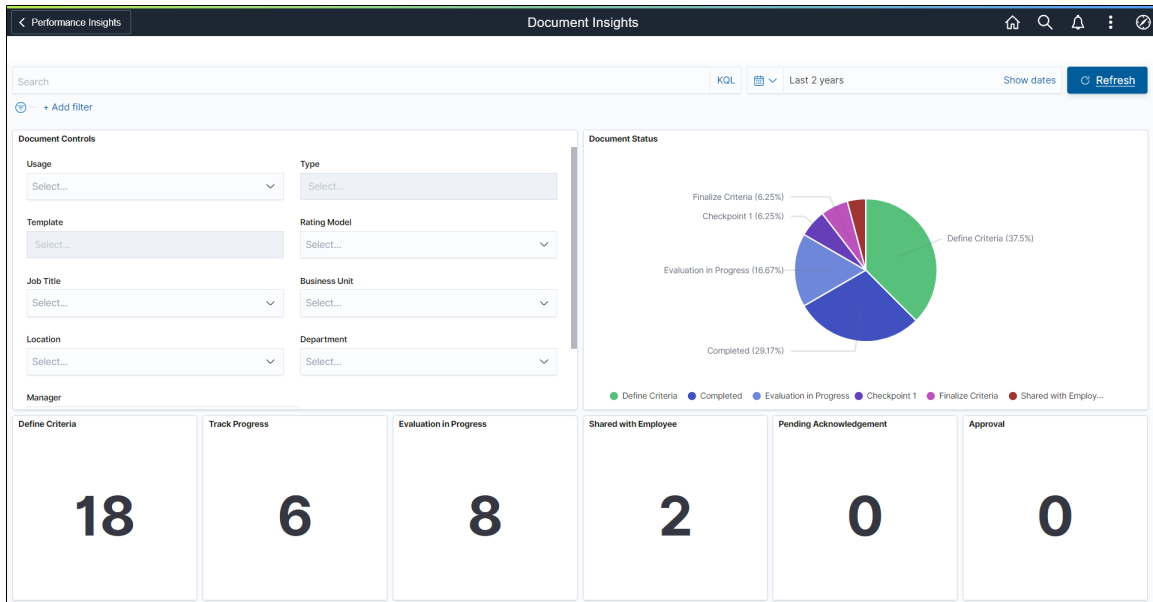 Performance Insights
Document Insights
Search
KQL
Last 2 years
Show dates
Refresh
+ Add filter
Document Controls
Usage
Type
Select...
Select...
Template
Rating Model
Select...
Select...
Job Title
Business Unit
Select...
Select...
Location
Department
Select...
Select...
Manager
Document Status
Finalize Criteria (6.25%)
Checkpoint 1 (6.25%)
Define Criteria (37.5%)
Evaluation in Progress (16.67%)
Completed (29.17%)
Define Criteria Completed Evaluation in Progress Checkpoint 1 Finalize Criteria Shared with Employ...
Define Criteria
18
Track Progress
6
Evaluation in Progress
8
Shared with Employee
2
Pending Acknowledgement
0
Approval
0